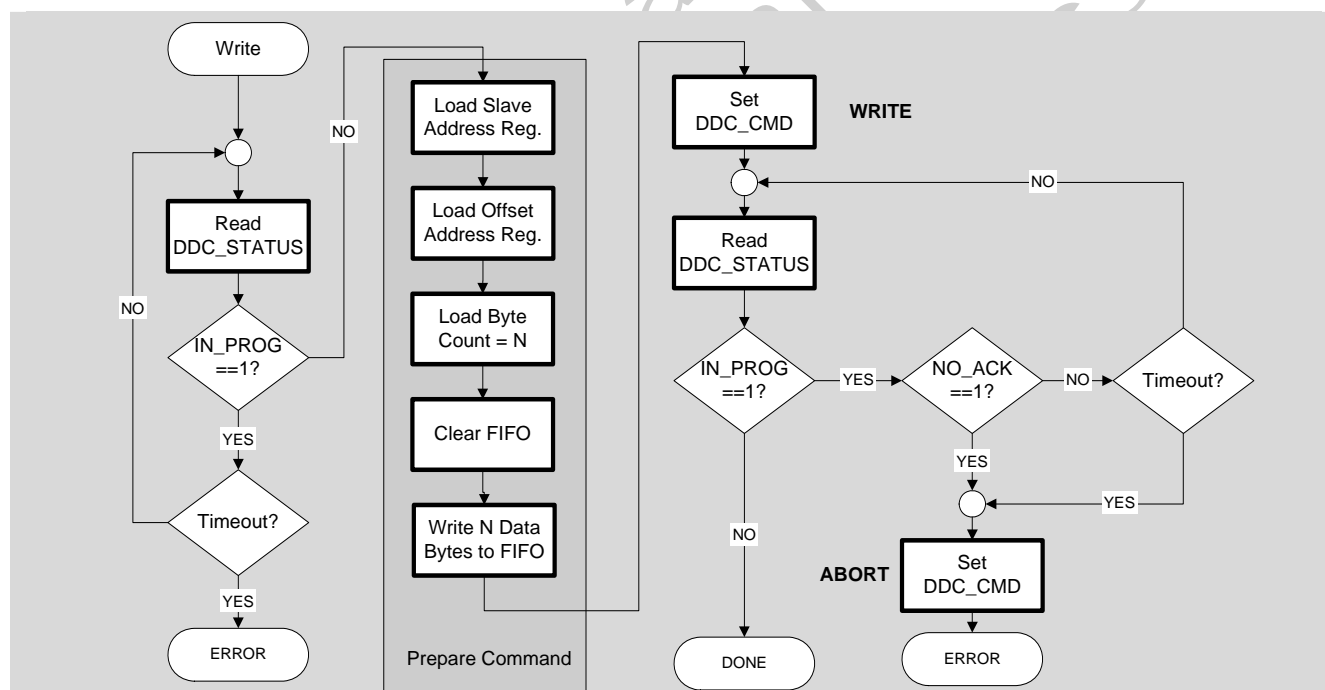 Write
NO
Read
DDC_STATUS
NO
IN_PROG
==1?
YES
Timeout?
YES
ERROR
Load Slave
Address Reg.
Load Offset
Address Reg.
Load Byte
Count = N
Clear FIFO
Write N Data
Bytes to FIFO
Prepare Command
Set
DDC_CMD
WRITE
NO
Read
DDC_STATUS
IN_PROG
==1?
YES
NO_ACK
==1?
NO
Timeout?
YES
YES
NO
ABORT
Set
DDC_CMD
DONE
ERROR